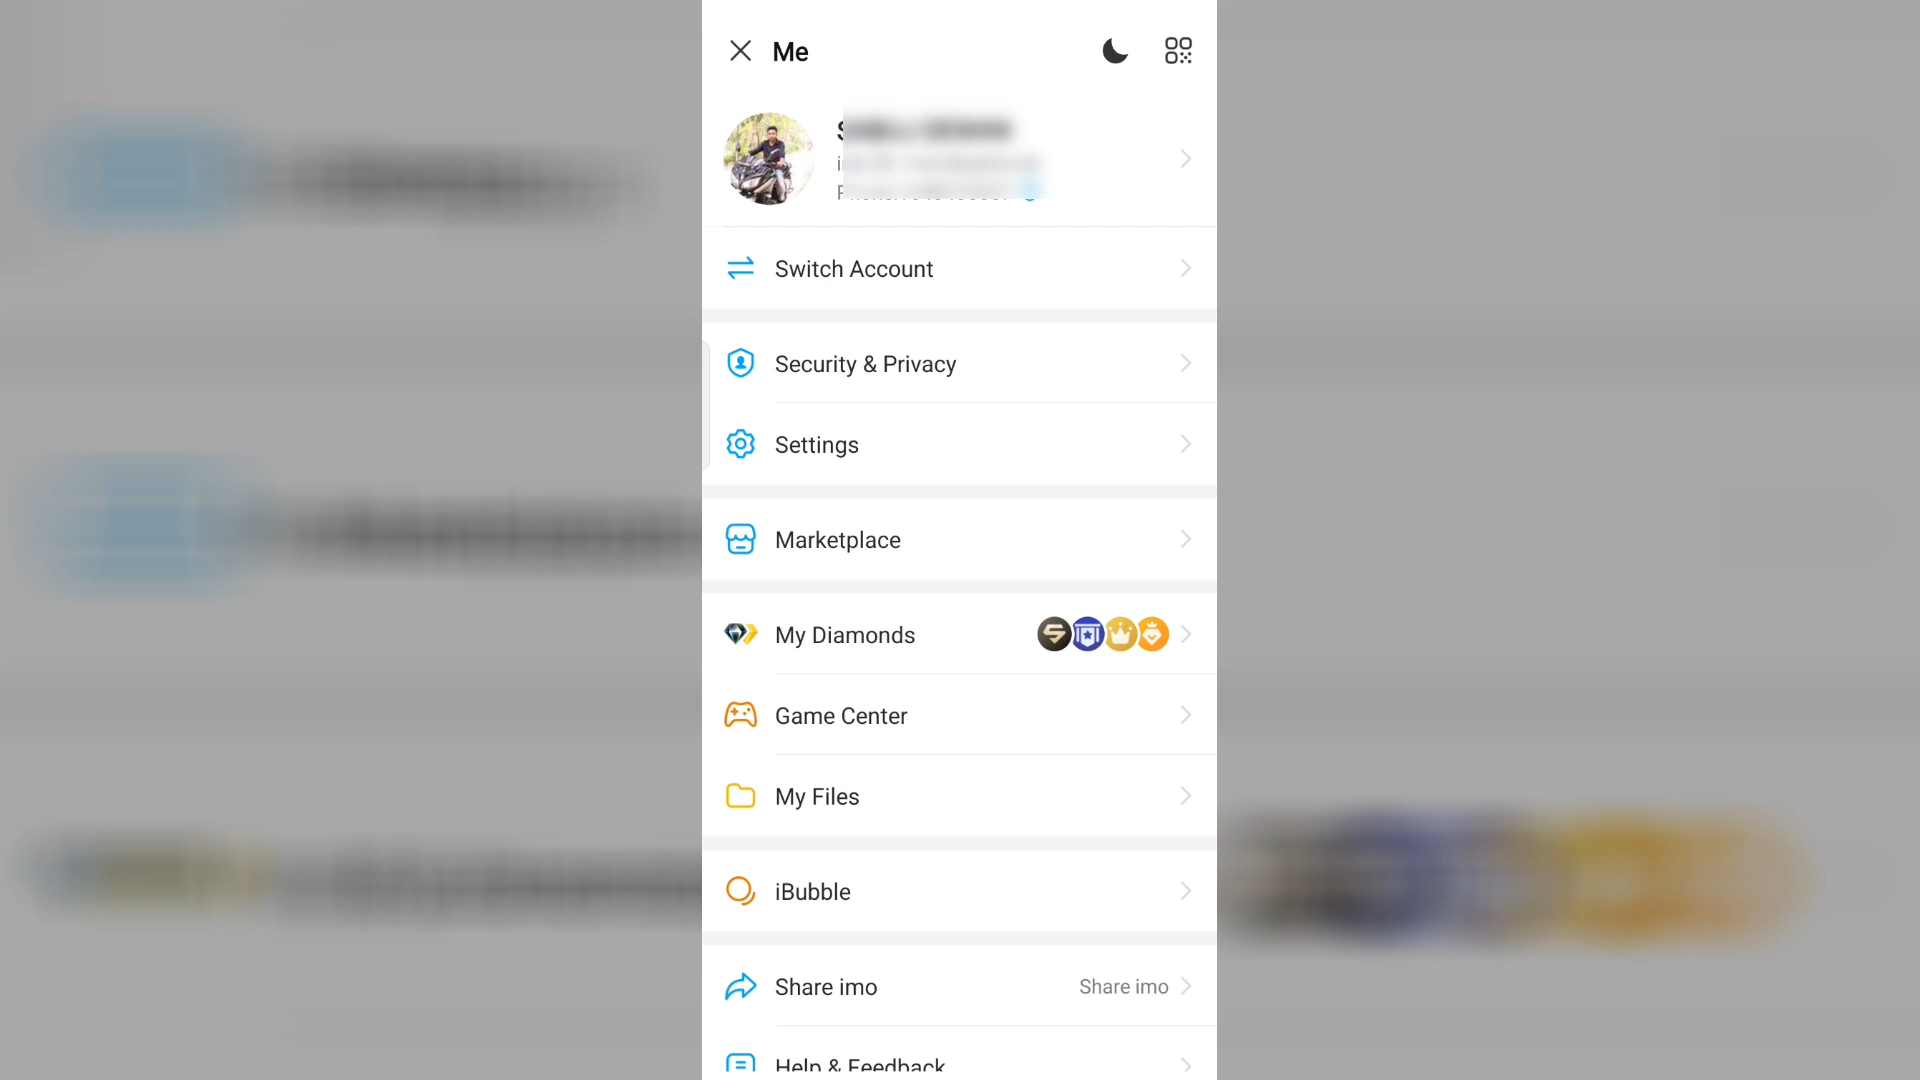 Me
Switch Account
Security & Privacy
Settings
Marketplace
My Diamonds
Game Center
My Files
iBubble
Share imo Share imo
Help & Feedback